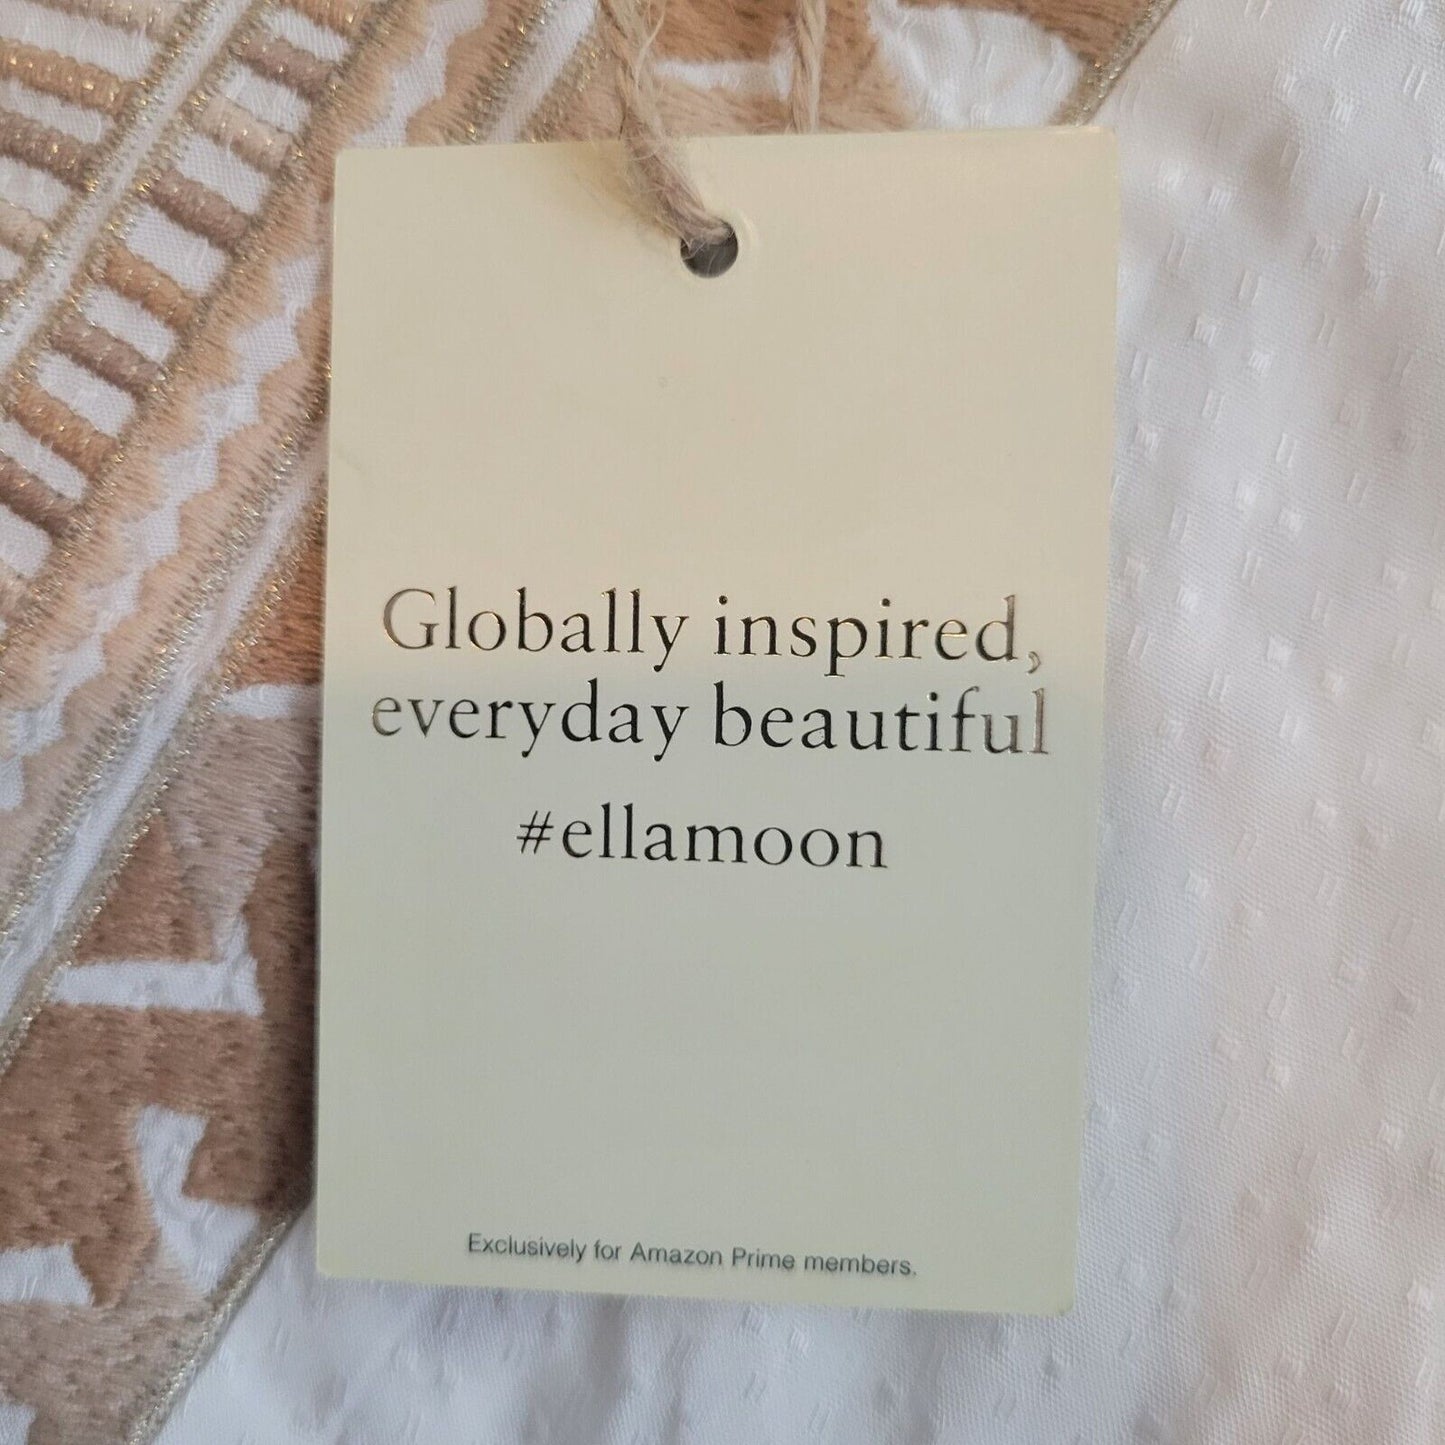 Globally inspired,
everyday beautiful
#ellamoon
Exclusively for Amazon Prime members.